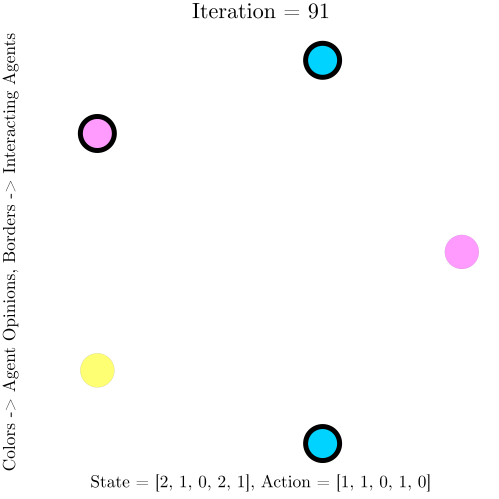 Iteration = 91
Colors -> Agent Opinions, Borders -> Interacting Agents
State = [2, 1, 0, 2, 1], Action = [1, 1, 0, 1, 0]